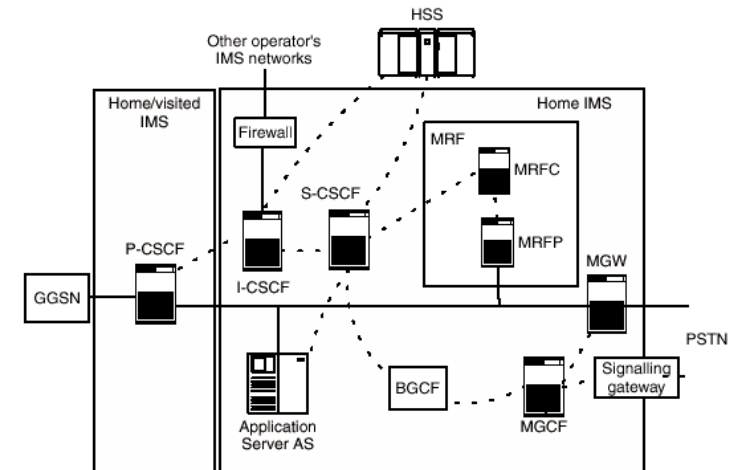 HSS
Other operator's
IMS networks
Home/visited
IMS
Home IMS
Firewall
MRF
MRFC
S-CSCF
P-CSCF
MRFP
I-CSCF
MGW
GGSN
PSTN
Signalling
gateway
BGCF
Application
Server AS
MGCF